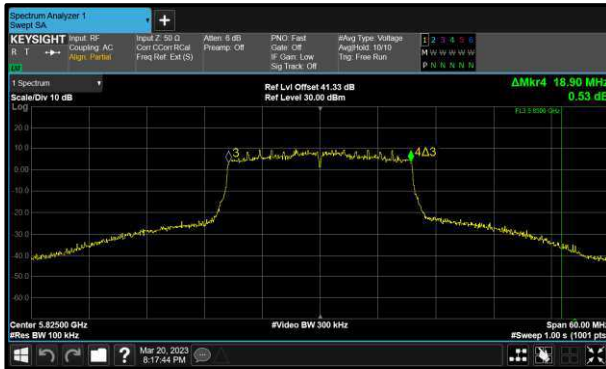 Spectrum Analyzer 1
Swept SA
KEYSIGHT
R T
Input: RF
Coupling: AC
Align: Partial
Input Z: 50 Ω
Corr CCorr RCal
Freq Ref: Ext (S)
Atten: 6 dB
Preamp: Off
PNO: Fast
Gate: Off
IF Gain: Low
Sig Track: Off
#Avg Type: Voltage
Avg|Hold: 10/10
Trig: Free Run
1 2 3 4 5 6
M W W W W W
P N N N N N
1 Spectrum
Scale/Div 10 dB
Ref Lvl Offset 41.33 dB
Ref Level 30.00 dBm
ΔMkr4 18.90 MHz
0.53 dB
Log
20.0
10.0
0.00
-10.0
-20.0
-30.0
-40.0
-50.0
-60.0
3
4Δ3
Center 5.82500 GHz
#Res BW 100 kHz
#Video BW 300 kHz
Span 60.00 MHz
#Sweep 1.00 s (1001 pts)
?
Mar 20, 2023
8:17:44 PM